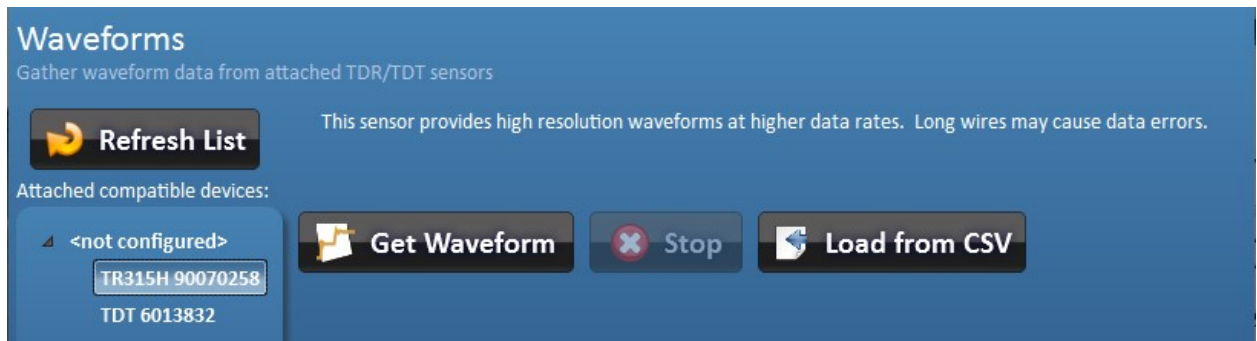 Waveforms
Gather waveform data from attached TDR/TDT sensors
Refresh List
This sensor provides high resolution waveforms at higher data rates.  Long wires may cause data errors.
Attached compatible devices:
<not configured>
TR315H 90070258
TDT 6013832
Get Waveform
Stop
Load from CSV